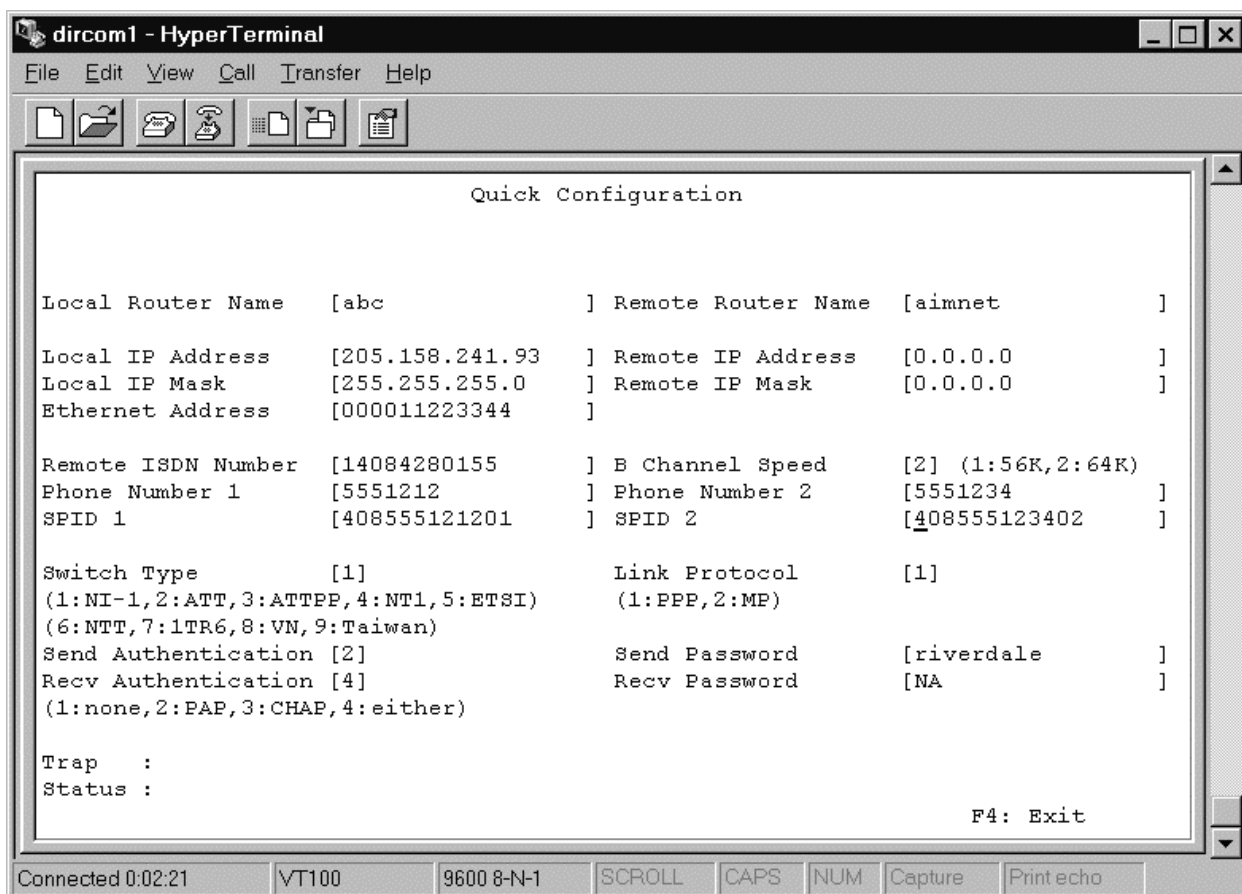 dircom1 - HyperTerminal
File Edit View Call Transfer Help
Quick Configuration
Local Router Name [abc ] Remote Router Name [aimnet ]
Local IP Address [205.158.241.93 ] Remote IP Address [0.0.0.0 ]
Local IP Mask [255.255.255.0 ] Remote IP Mask [0.0.0.0 ]
Ethernet Address [000011223344 ]
Remote ISDN Number [14084280155 ] B Channel Speed [2] (1:56K,2:64K)
Phone Number 1 [5551212 ] Phone Number 2 [5551234 ]
SPID 1 [408555121201 ] SPID 2 [408555123402 ]
Switch Type [1] Link Protocol [1]
(1:NI-1,2:ATT,3:ATTPP,4:NT1,5:ETSI) (1:PPP,2:MP)
(6:NTT,7:1TR6,8:VN,9:Taiwan)
Send Authentication [2] Send Password [riverdale ]
Recv Authentication [4] Recv Password [NA ]
(1:none,2:PAP,3:CHAP,4:either)
Trap :
Status :
F4: Exit
Connected 0:02:21 VT100 9600 8-N-1 SCROLL CAPS NUM Capture Print echo